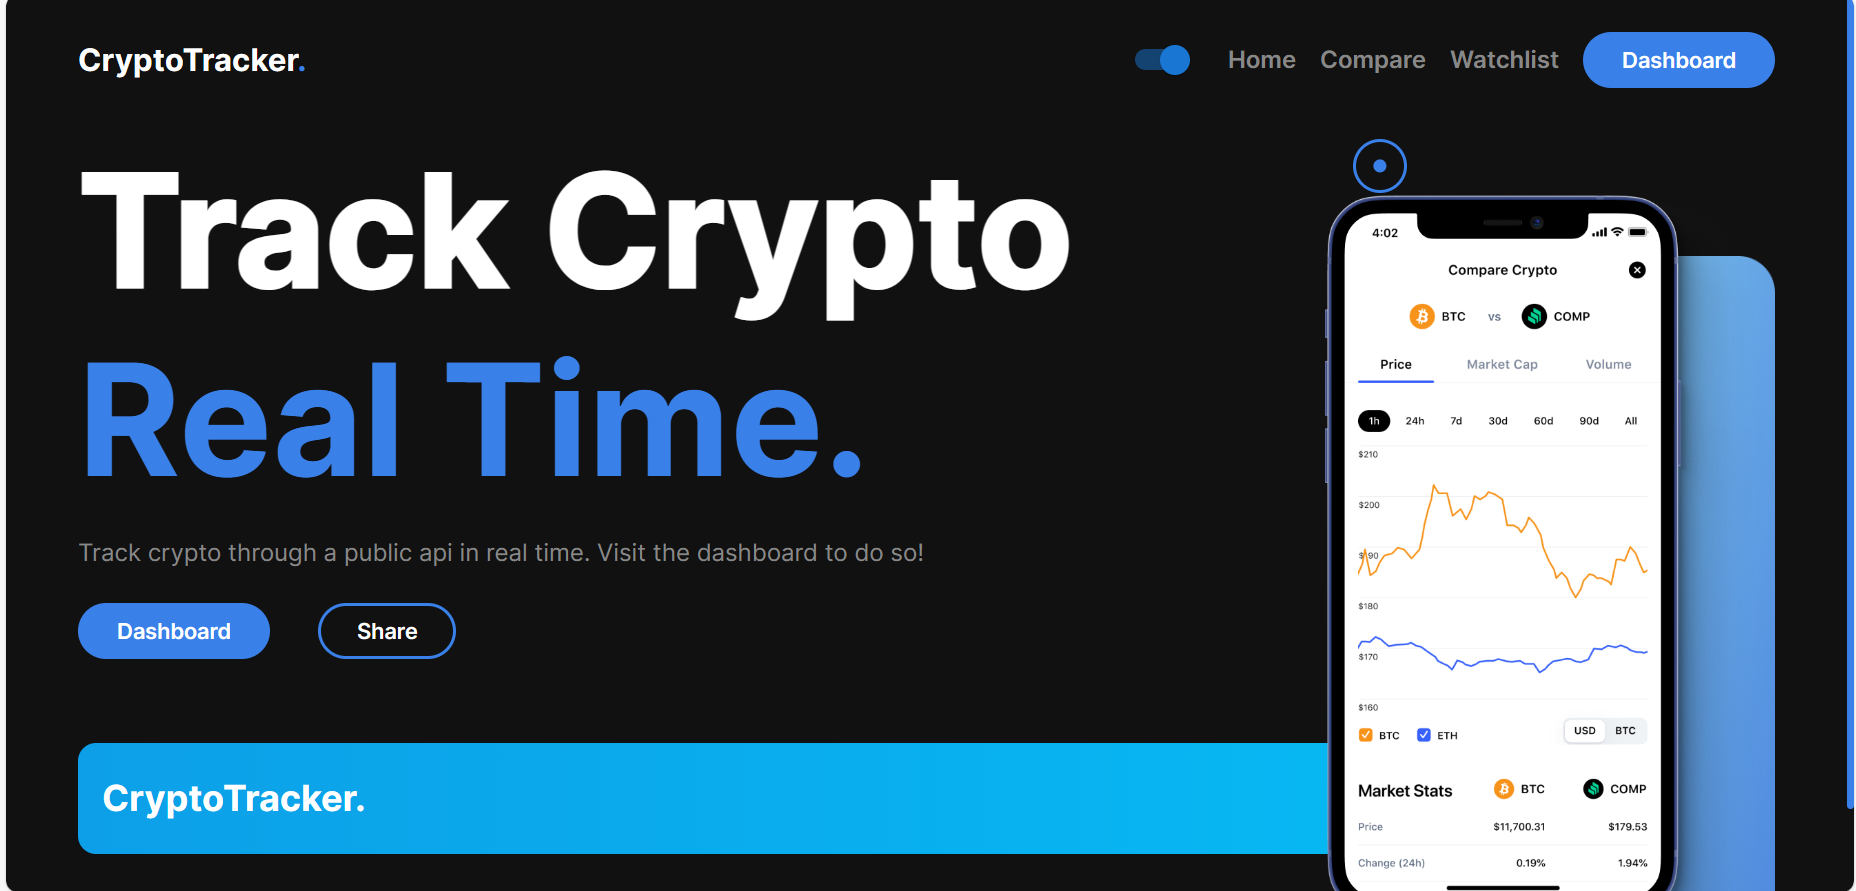 CryptoTracker.
Home Compare Watchlist Dashboard
Track Crypto
Real Time.
Track crypto through a public api in real time. Visit the dashboard to do so!
Dashboard Share
CryptoTracker.
4:02
Compare Crypto
BTC vs COMP
Price Market Cap Volume
1h 24h 7d 30d 60d 90d All
$210
$200
$190
$180
$170
$160
BTC ETH USD BTC
Market Stats BTC COMP
Price $11,700.31 $179.53
Change (24h) 0.19% 1.94%